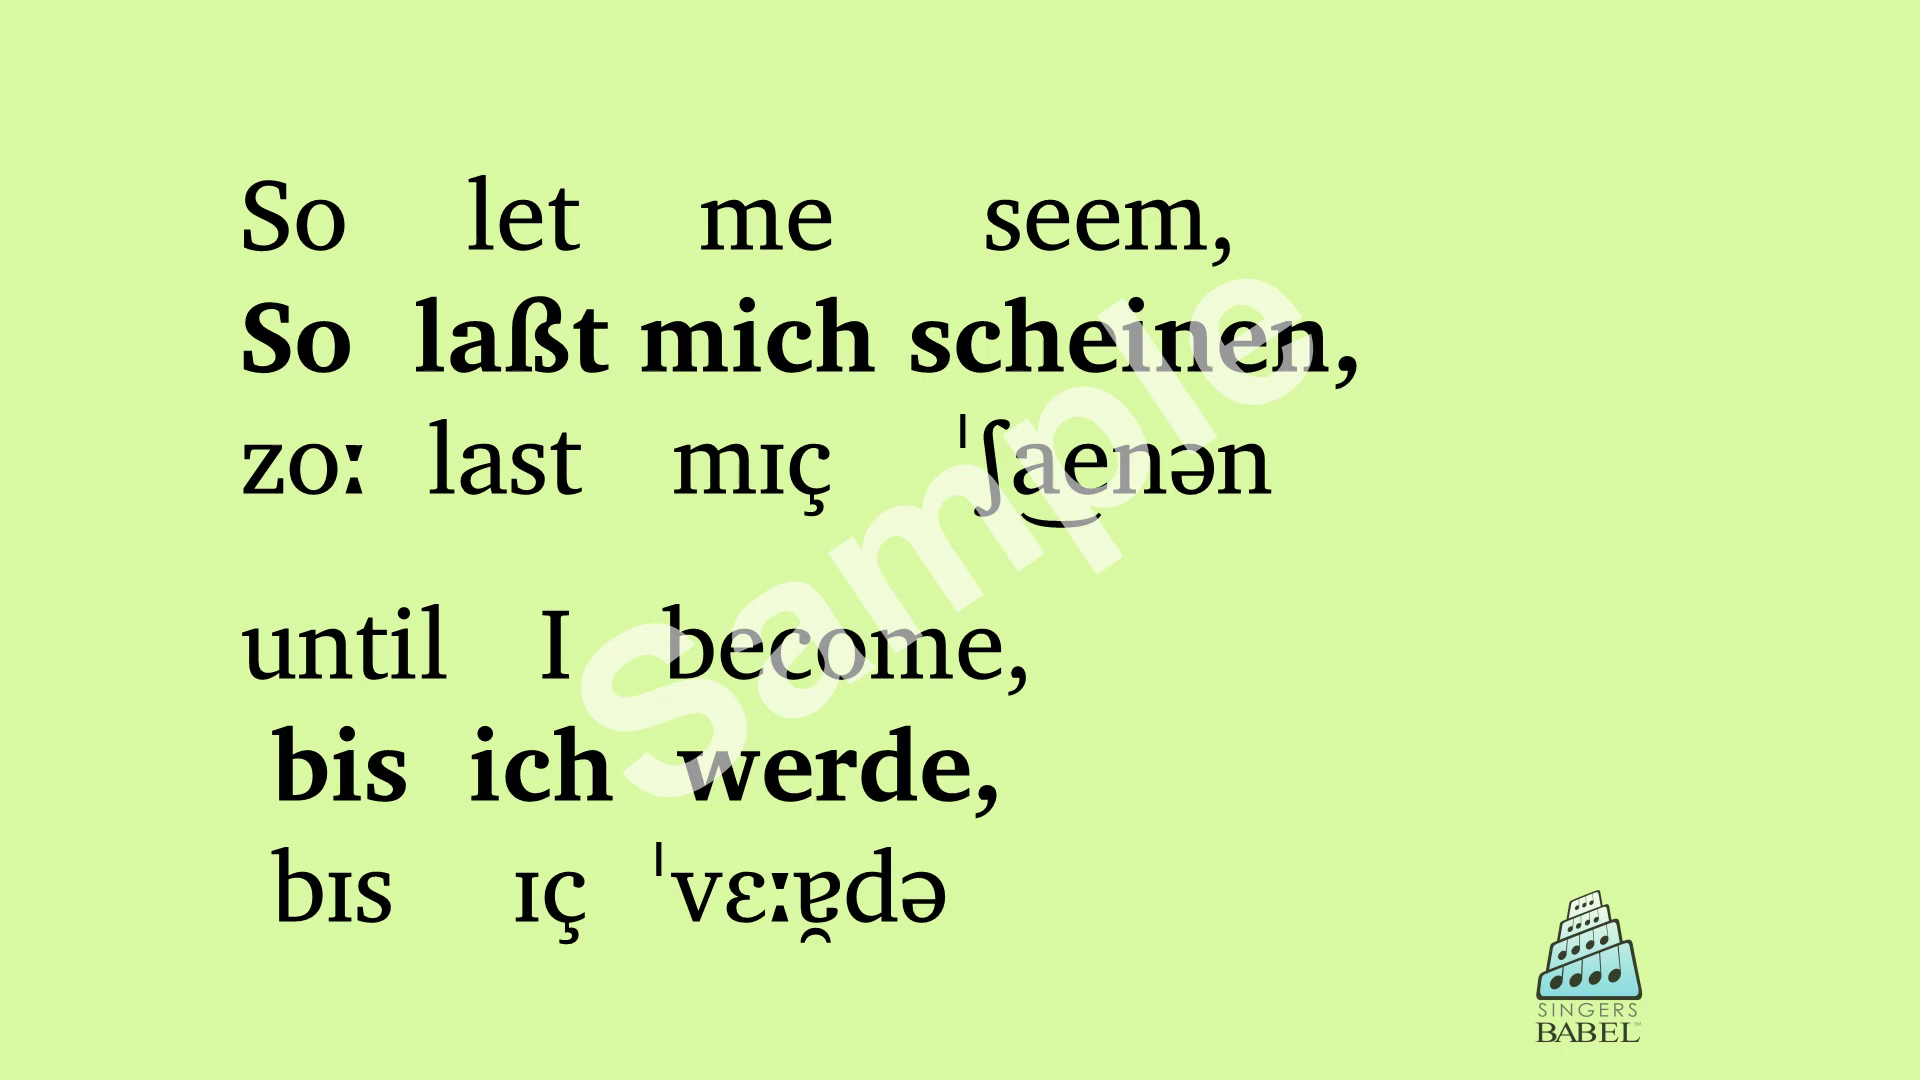 So let me seem,
So laßt mich scheinen,
zoː last mɪç ˈʃa͜enən
until I become,
bis ich werde,
bɪs ɪç ˈvɛːɐ̯də
Sample
SINGERS
BABEL